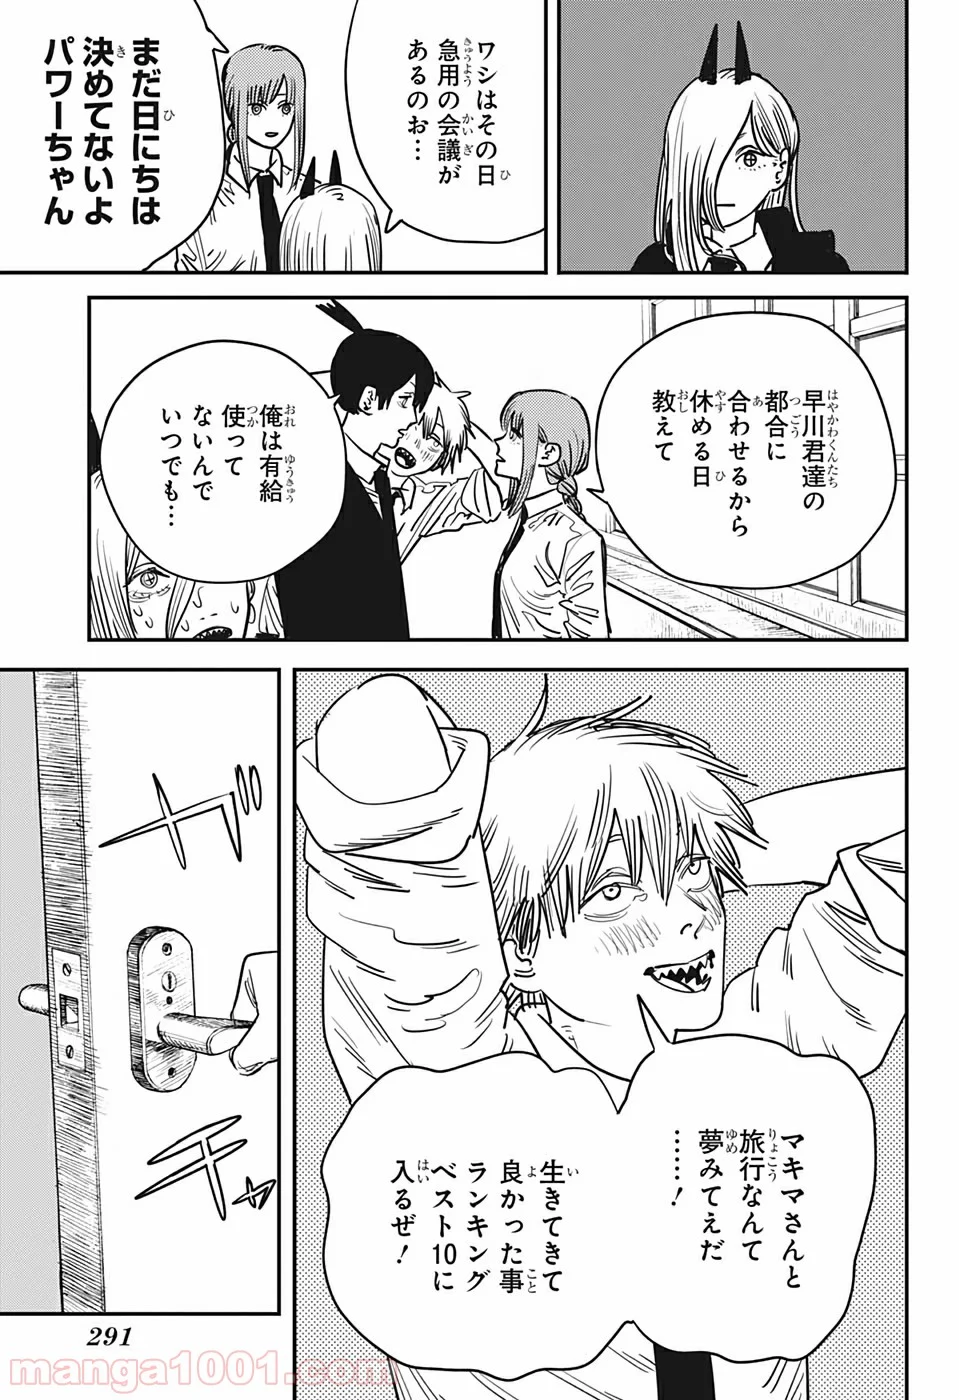 ワシはその日
急用の会議が
あるのお…
まだ日にちは
決めてないよ
パワーちゃん
早川君達の
都合に
合わせるから
休める日
教えて
俺は有給
使って
ないんで
いつでも…
マキマさんと
旅行なんて
夢みてえだ
……！
生きてきて
良かった事
ランキング
ベスト10に
入るぜ！
ガ
チャ
291
manga1001.com